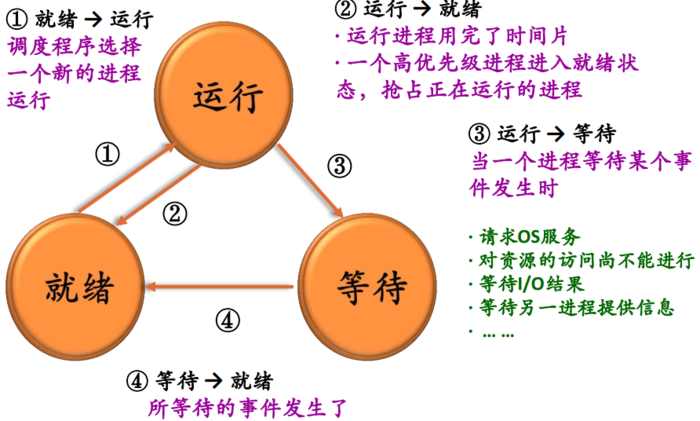 ① 就绪 → 运行
调度程序选择
一个新的进程
运行
② 运行 → 就绪
· 运行进程用完了时间片
· 一个高优先级进程进入就绪状
态，抢占正在运行的进程
运行
①
②
③
③ 运行 → 等待
当一个进程等待某个事
件发生时
· 请求OS服务
· 对资源的访问尚不能进行
· 等待I/O结果
· 等待另一进程提供信息
· … …
就绪
等待
④
④ 等待 → 就绪
所等待的事件发生了